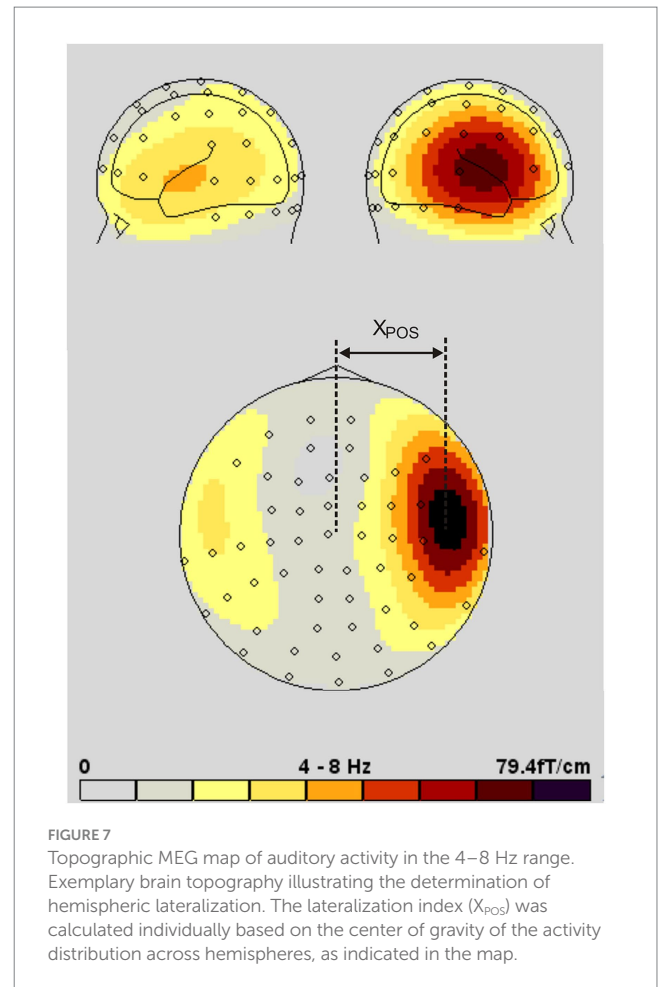 X_POS
0 4 - 8 Hz 79.4fT/cm
FIGURE 7
Topographic MEG map of auditory activity in the 4–8 Hz range.
Exemplary brain topography illustrating the determination of
hemispheric lateralization. The lateralization index (X_POS) was
calculated individually based on the center of gravity of the activity
distribution across hemispheres, as indicated in the map.